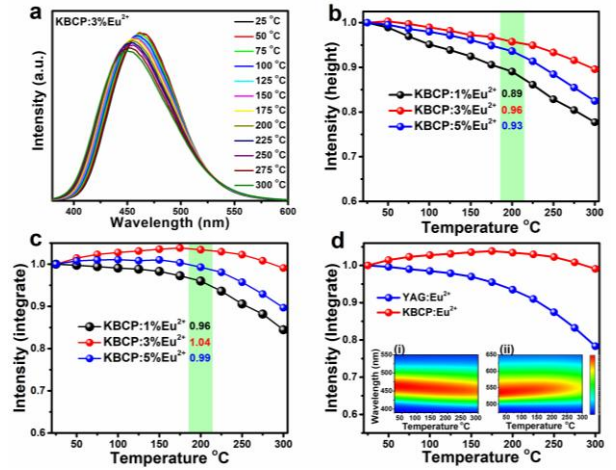 a
KBCP:3%Eu²⁺
25 °C
50 °C
75 °C
100 °C
125 °C
150 °C
175 °C
200 °C
225 °C
250 °C
275 °C
300 °C
Intensity (a.u.)
400 450 500 550 600
Wavelength (nm)
b
Intensity (height)
1.0
0.9
0.8
0.7
0.6
KBCP:1%Eu²⁺ 0.89
KBCP:3%Eu²⁺ 0.96
KBCP:5%Eu²⁺ 0.93
50 100 150 200 250 300
Temperature °C
c
Intensity (integrate)
1.0
0.8
0.6
KBCP:1%Eu²⁺ 0.96
KBCP:3%Eu²⁺ 1.04
KBCP:5%Eu²⁺ 0.99
50 100 150 200 250 300
Temperature °C
d
Intensity (Integrate)
1.0
0.9
0.8
0.7
0.6
YAG:Eu²⁺
KBCP:Eu²⁺
(i)
(ii)
Wavelength (nm)
550
500
450
400
650
600
550
500
50 100 150 200 250 300
Temperature °C
50 100 150 200 250 300
Temperature °C
50 100 150 200 250 300
Temperature °C